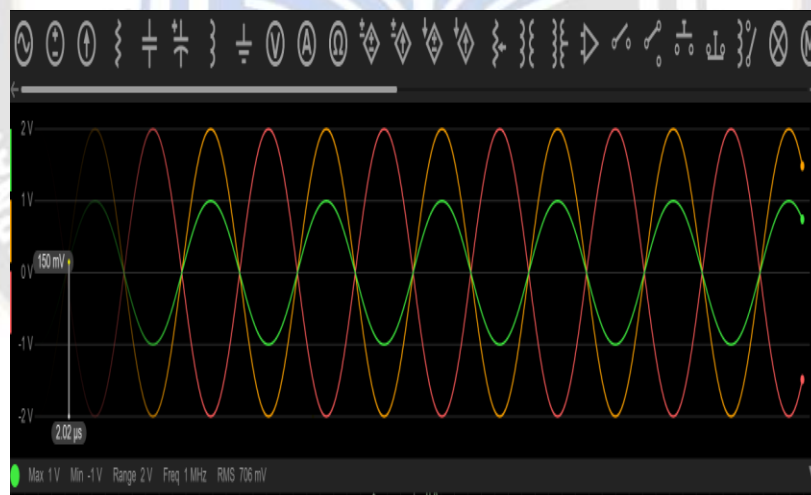 V A Ω
2 V
1 V
150 mV
0 V
-1 V
-2 V
2.02 µs
Max 1 V Min -1 V Range 2 V Freq 1 MHz RMS 706 mV